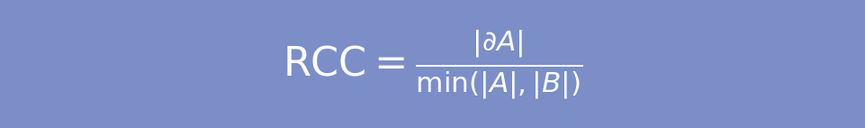 RCC = |∂A| / min(|A|, |B|)